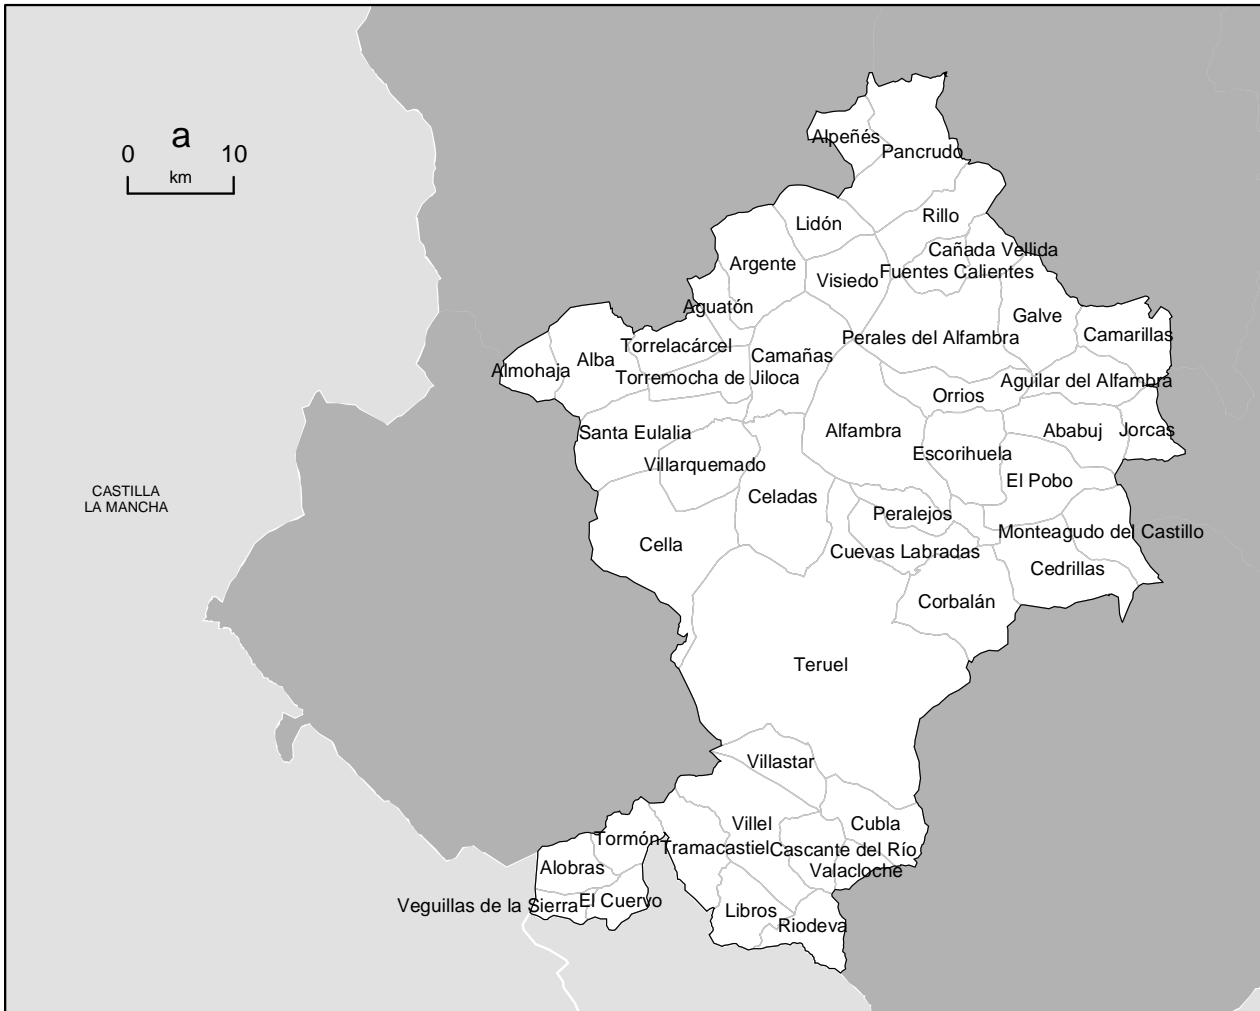 a
0 10
km
Alpeñés
Pancrudo
Lidón
Rillo
Cañada Vellida
Argente
Visiedo
Fuentes Calientes
Aguatón
Galve
Camarillas
Perales del Alfambra
Torrelacárcel
Camañas
Alba
Almohaja
Torremocha de Jiloca
Aguilar del Alfambra
Orrios
Santa Eulalia
Alfambra
Ababuj
Jorcas
Escorihuela
Villarquemado
El Pobo
CASTILLA
LA MANCHA
Celadas
Peralejos
Monteagudo del Castillo
Cella
Cuevas Labradas
Cedrillas
Corbalán
Teruel
Villastar
Villel
Cubla
Tormón
Tramacastiel
Cascante del Río
Alobras
Valacloche
Veguillas de la Sierra
El Cuervo
Libros
Riodeva